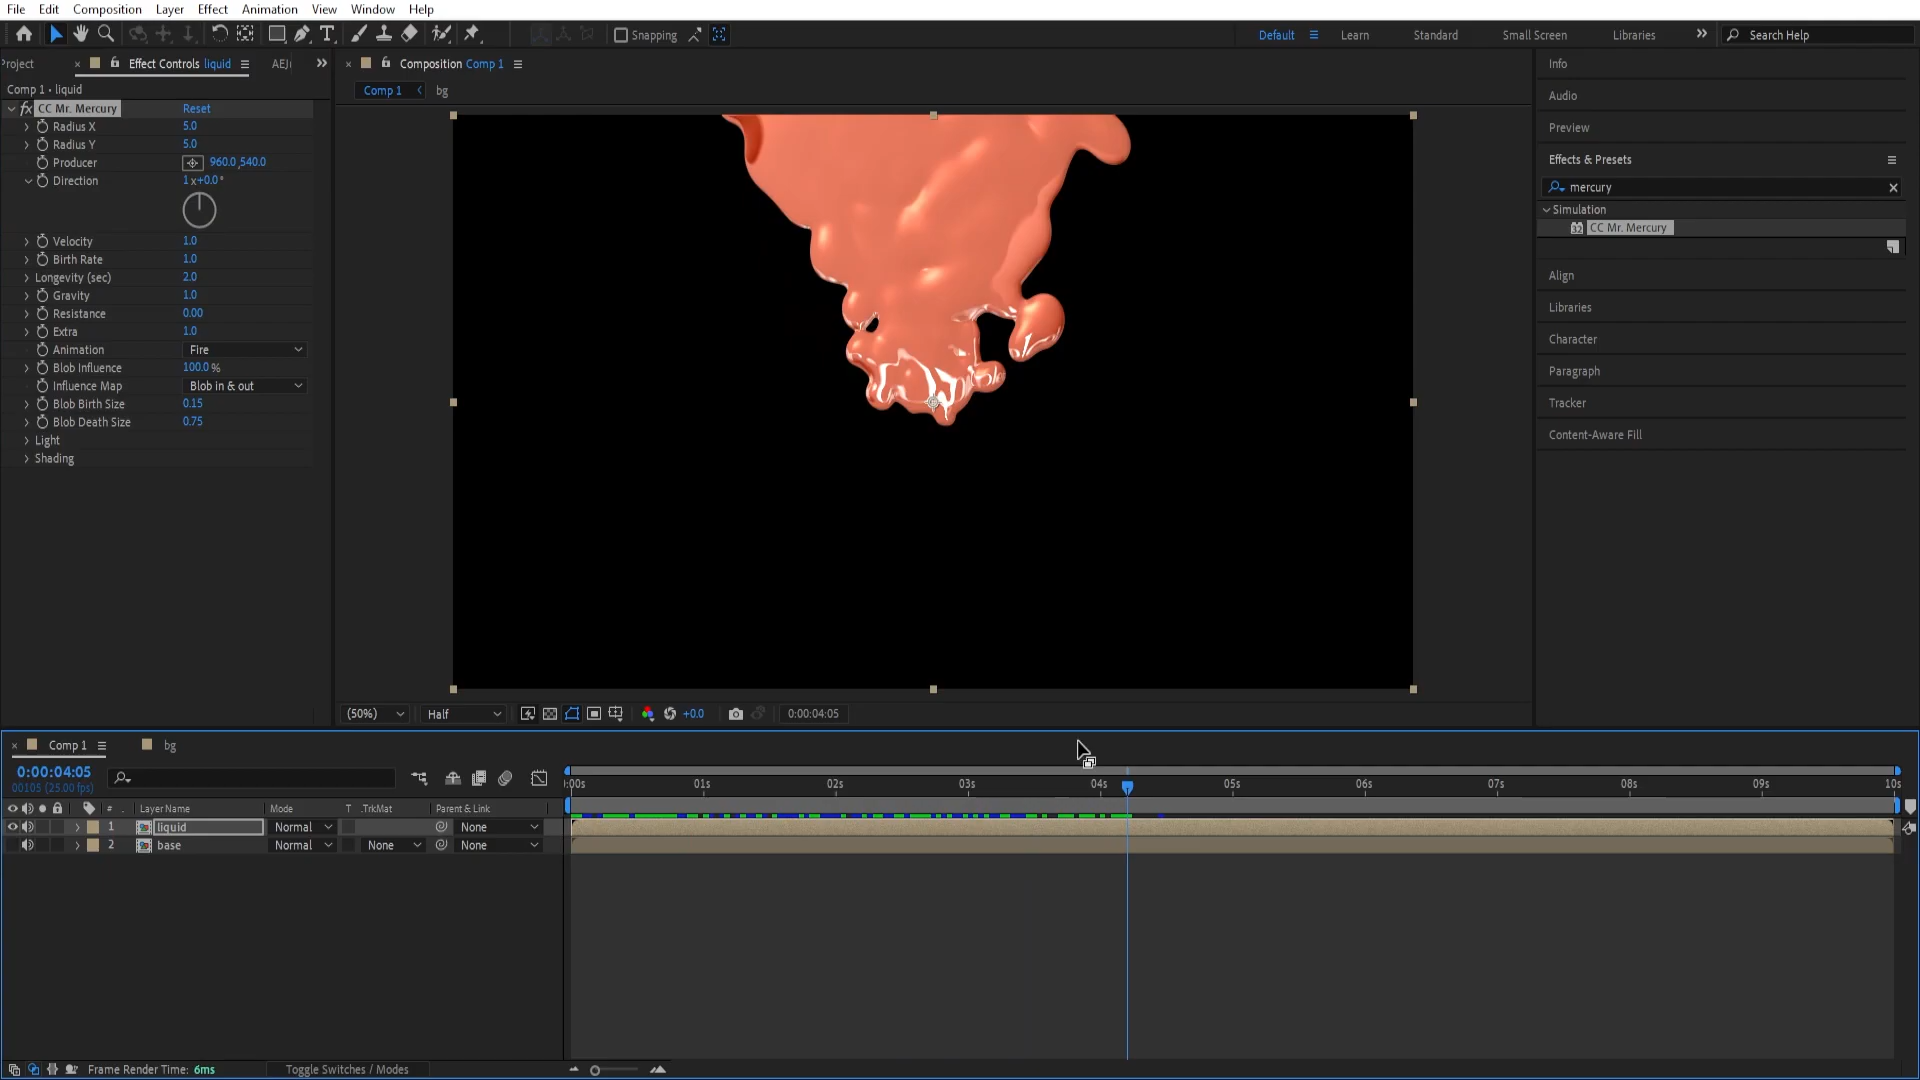 File Edit Composition Layer Effect Animation View Window Help
Snapping
Default Learn Standard Small Screen Libraries Search Help
Project Effect Controls liquid
Comp 1 • liquid
fx CC Mr. Mercury Reset
Radius X 5.0
Radius Y 5.0
Producer 960.0,540.0
Direction 1x+0.0°
Velocity 1.0
Birth Rate 1.0
Longevity (sec) 2.0
Gravity 1.0
Resistance 0.00
Extra 1.0
Animation Fire
Blob Influence 100.0%
Influence Map Blob in & out
Blob Birth Size 0.15
Blob Death Size 0.75
Light
Shading
Composition Comp 1
Comp 1 bg
(50%) Half +0.0 0:00:04:05
Info
Audio
Preview
Effects & Presets
mercury
Simulation
32 CC Mr. Mercury
Align
Libraries
Character
Paragraph
Tracker
Content-Aware Fill
Comp 1 bg
0:00:04:05
00105 (25.00 fps)
:00s 01s 02s 03s 04s 05s 06s 07s 08s 09s 10s
# Layer Name Mode T .TrkMat Parent & Link
1 liquid Normal None
2 base Normal None None
Frame Render Time: 6ms Toggle Switches / Modes